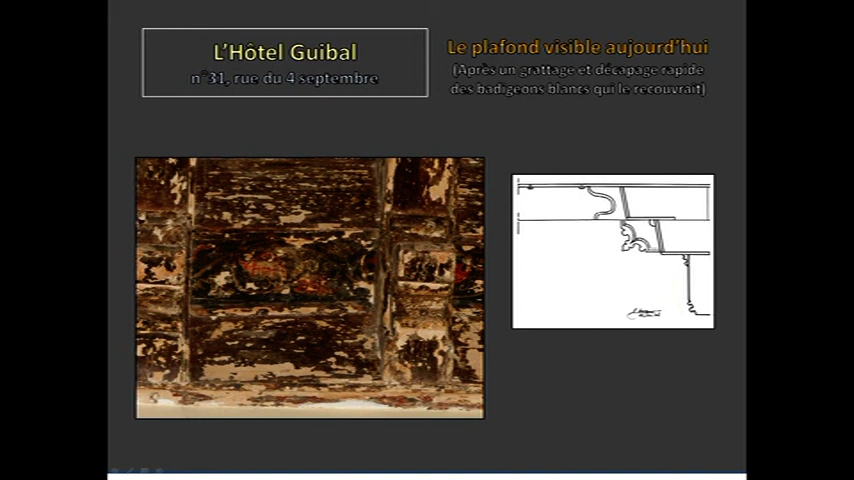 L'Hôtel Guibal
n°31, rue du 4 septembre
Le plafond visible aujourd'hui
(Après un grattage et décapage rapide
des badigeons blancs qui le recouvrait)